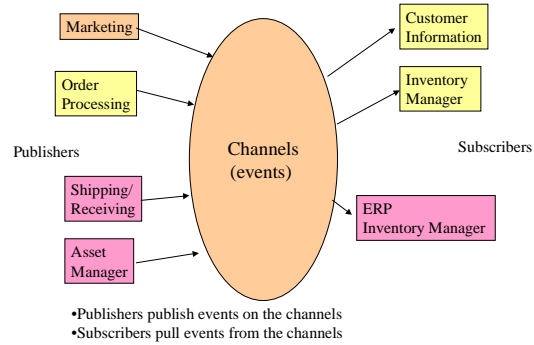 Marketing
Order
Processing
Publishers
Shipping/
Receiving
Asset
Manager
Channels
(events)
Customer
Information
Inventory
Manager
Subscribers
ERP
Inventory Manager
•Publishers publish events on the channels
•Subscribers pull events from the channels